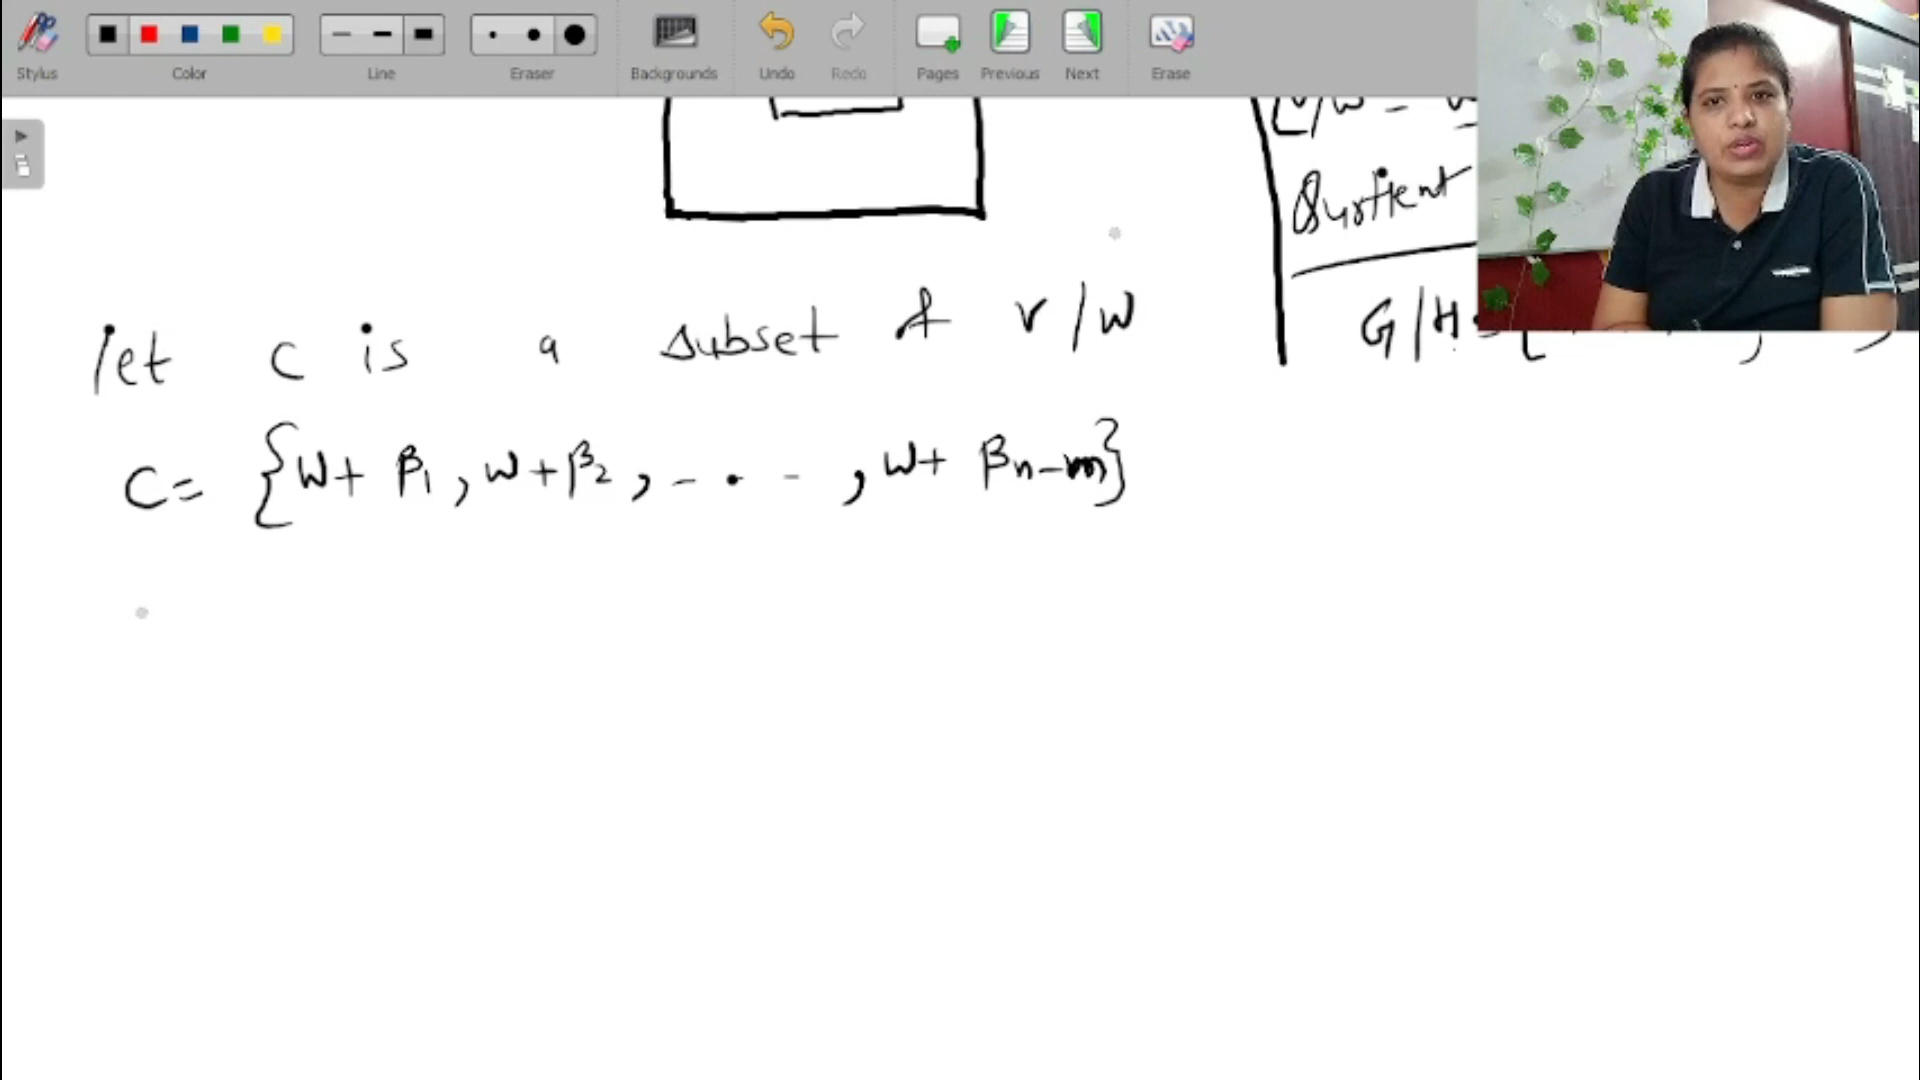 Stylus Color Line Eraser Backgrounds Undo Redo Pages Previous Next Erase
Quotient
G/H
let C is a subset of V/W
C = {W + β₁, W + β₂, - . - , W + βₙ₋ₘ}